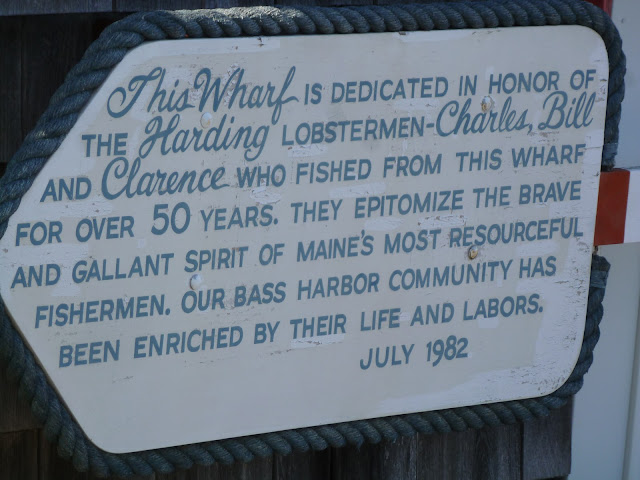 This Wharf IS DEDICATED IN HONOR OF
THE Harding LOBSTERMEN-Charles, Bill
AND Clarence WHO FISHED FROM THIS WHARF
FOR OVER 50 YEARS. THEY EPITOMIZE THE BRAVE
AND GALLANT SPIRIT OF MAINE'S MOST RESOURCEFUL
FISHERMEN. OUR BASS HARBOR COMMUNITY HAS
BEEN ENRICHED BY THEIR LIFE AND LABORS.
JULY 1982